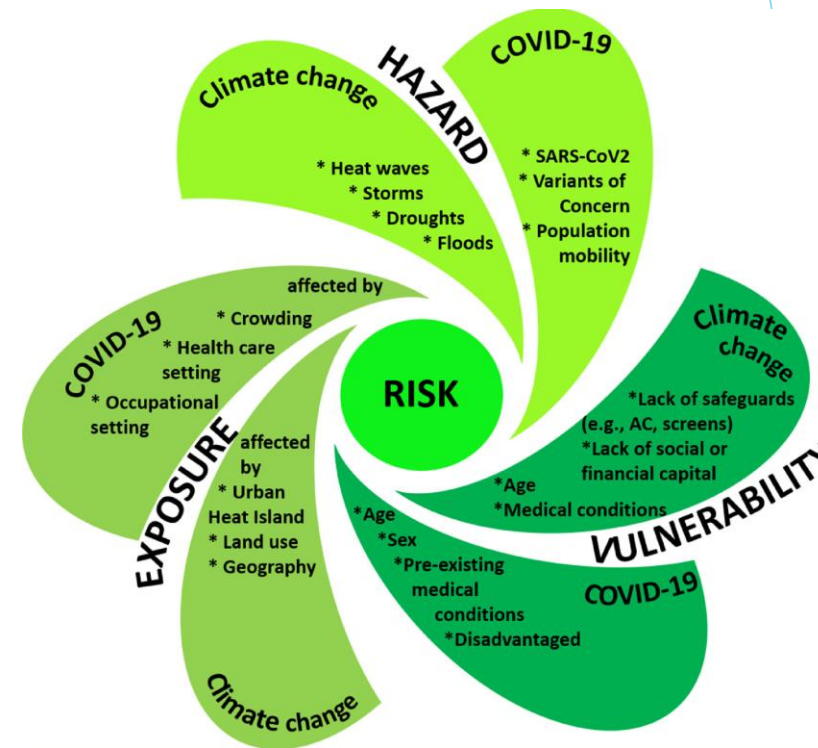 HAZARD
Climate change
* Heat waves
* Storms
* Droughts
* Floods
COVID-19
* SARS-CoV2
* Variants of
Concern
* Population
mobility
VULNERABILITY
Climate
change
*Lack of safeguards
(e.g., AC, screens)
*Lack of social or
financial capital
*Age
*Medical conditions
COVID-19
*Age
*Sex
*Pre-existing
medical
conditions
*Disadvantaged
EXPOSURE
Climate change
affected
by
* Urban
Heat Island
* Land use
* Geography
COVID-19
affected by
* Crowding
* Health care
setting
* Occupational
setting
RISK